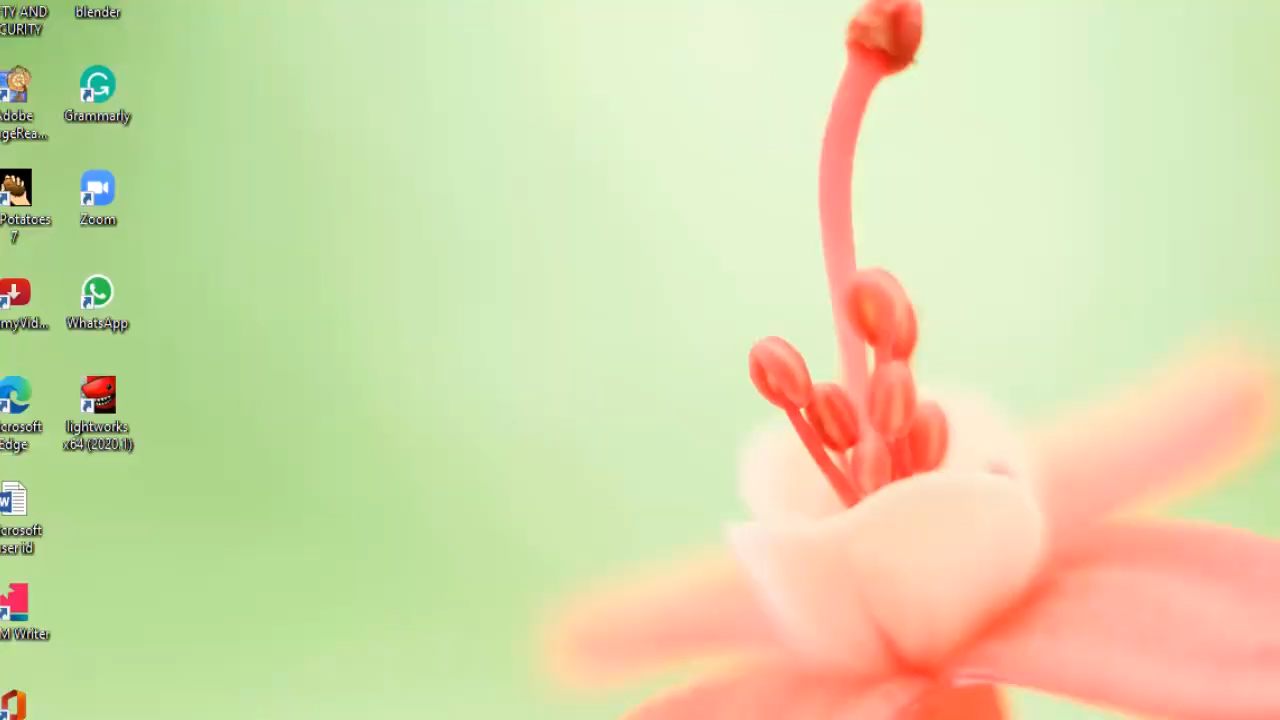 TY AND
CURITY
Adobe
geRea...
Potatoes
7
myVid...
crosoft
Edge
crosoft
ser id
M Writer
blender
Grammarly
Zoom
WhatsApp
lightworks
x64 (2020.1)